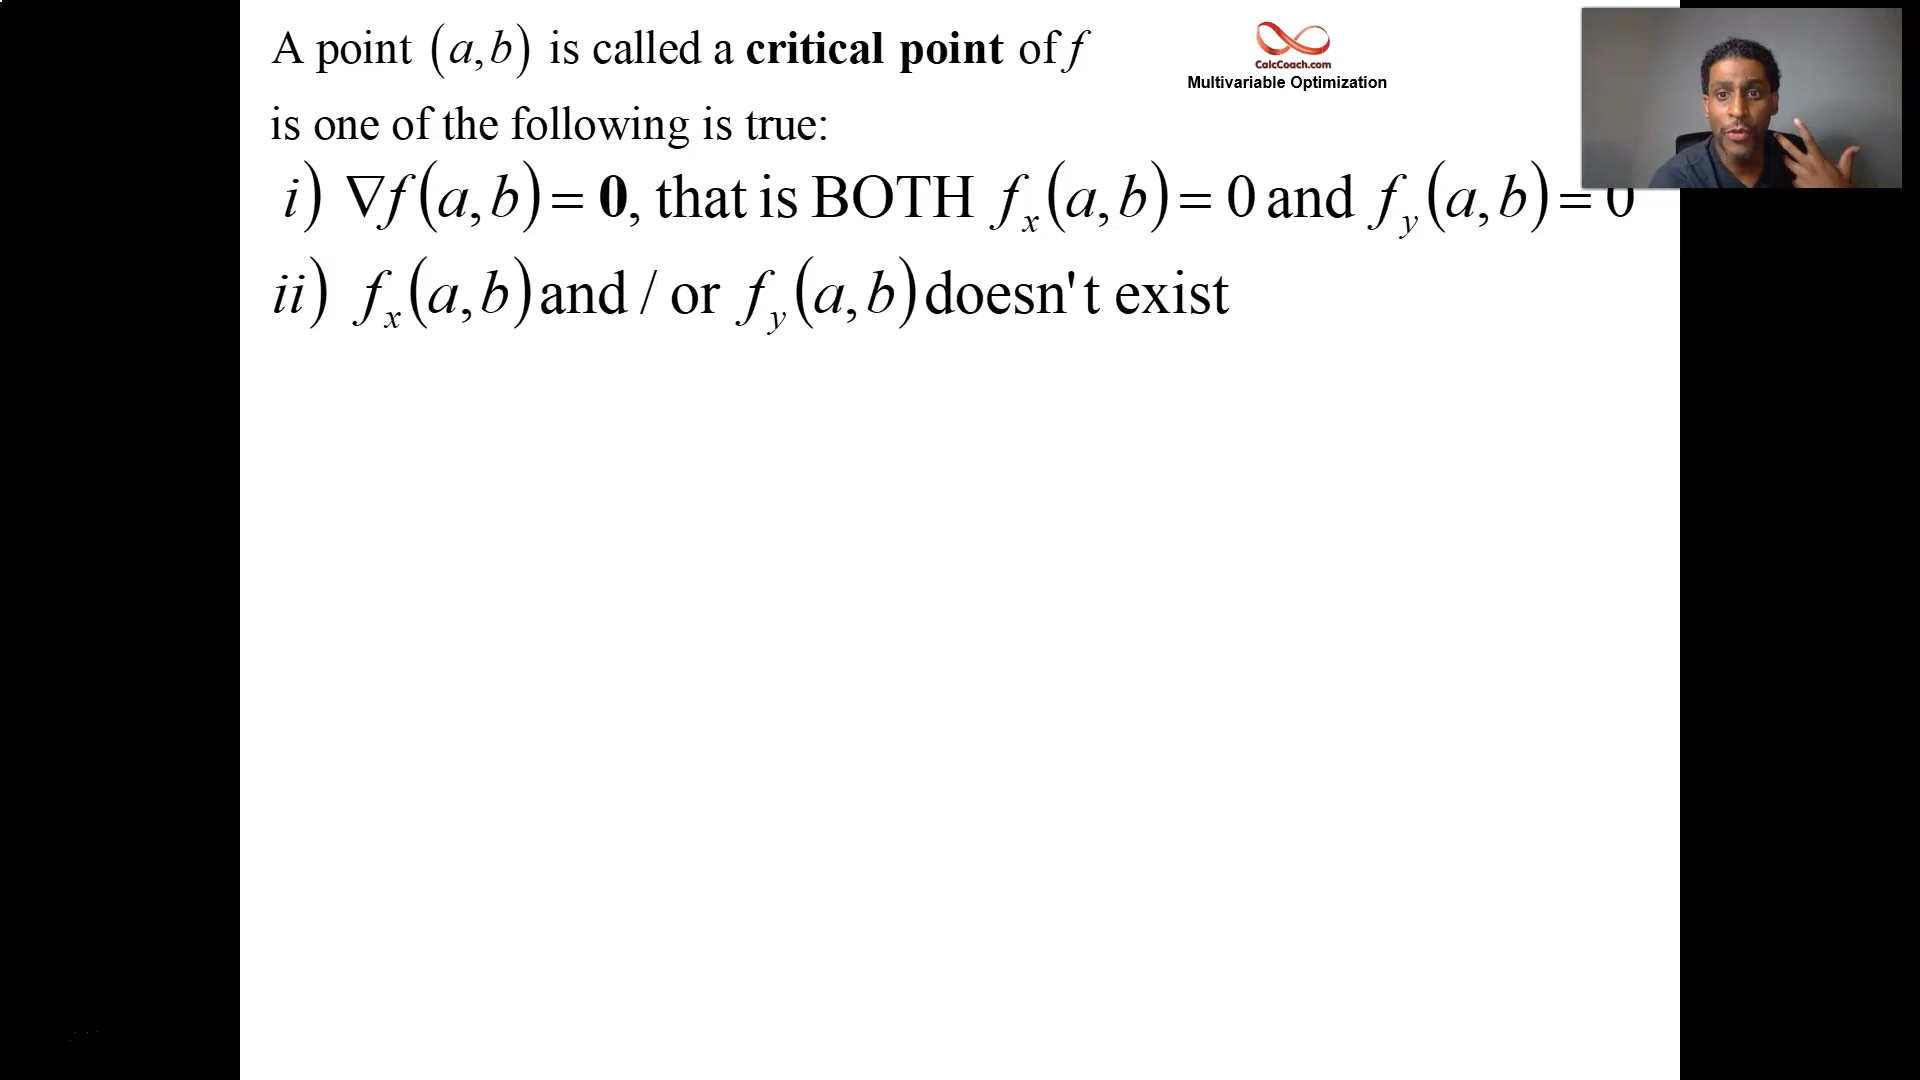 A point (a,b) is called a critical point of f
is one of the following is true:
i) ∇f(a,b) = 0, that is BOTH f_x(a,b) = 0 and f_y(a,b) = 0
ii) f_x(a,b) and / or f_y(a,b) doesn't exist
CalcCoach.com
Multivariable Optimization